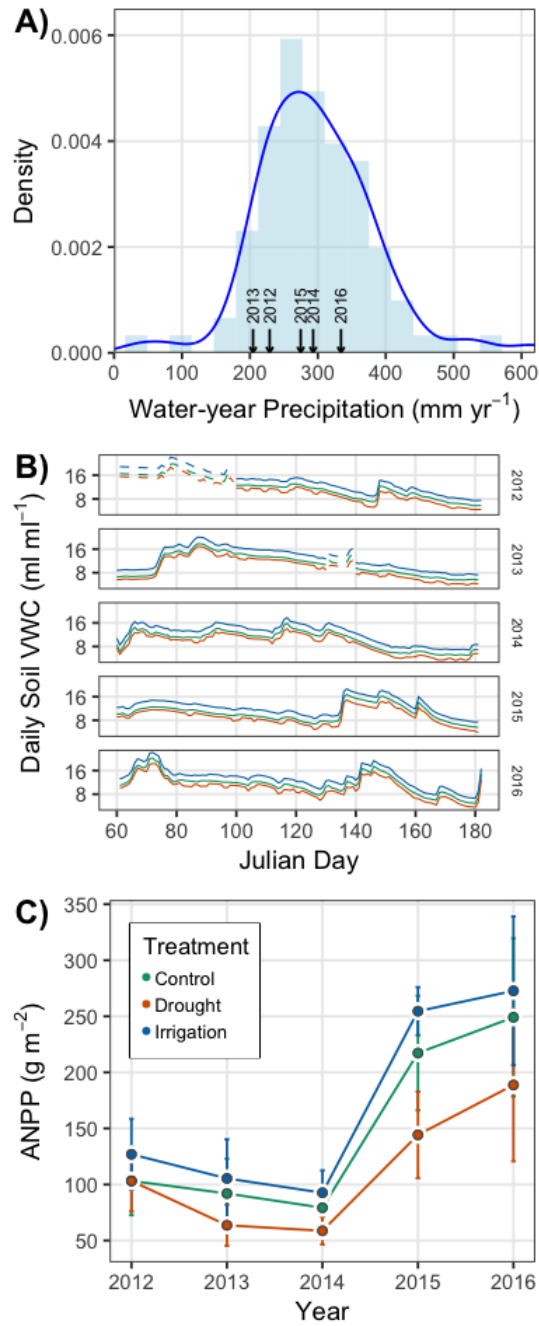 A)
0.006
0.004
0.002
0.000
Density
2013
2012
2015
2014
2016
0 100 200 300 400 500 600
Water-year Precipitation (mm yr⁻¹)
B)
Daily Soil VWC (ml ml⁻¹)
16
8
2012
16
8
2013
16
8
2014
16
8
2015
16
8
2016
60 80 100 120 140 160 180
Julian Day
C)
350
300
250
200
150
100
50
ANPP (g m⁻²)
Treatment
Control
Drought
Irrigation
2012 2013 2014 2015 2016
Year